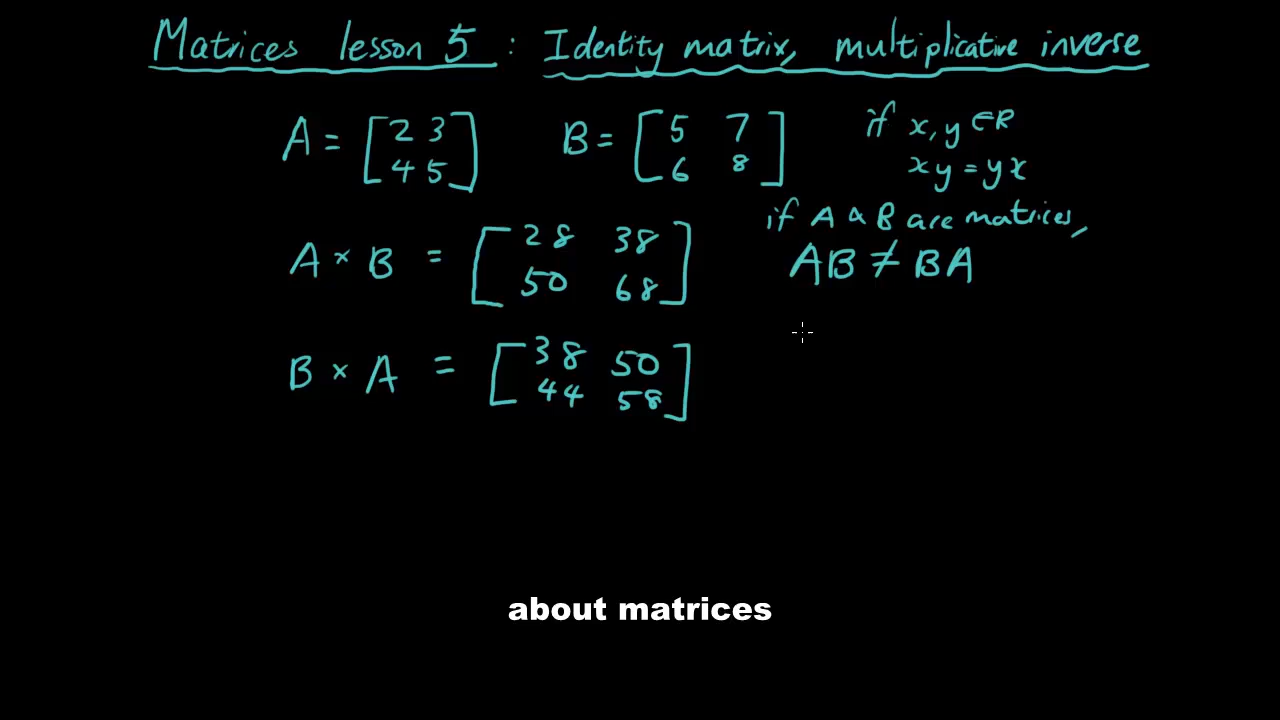 Matrices lesson 5 : Identity matrix, multiplicative inverse
A = [2 3 4 5] B = [5 7 6 8]
if x, y ∈ R
xy = yx
if A & B are matrices,
AB ≠ BA
A × B = [28 38 50 68]
B × A = [38 50 44 58]
about matrices